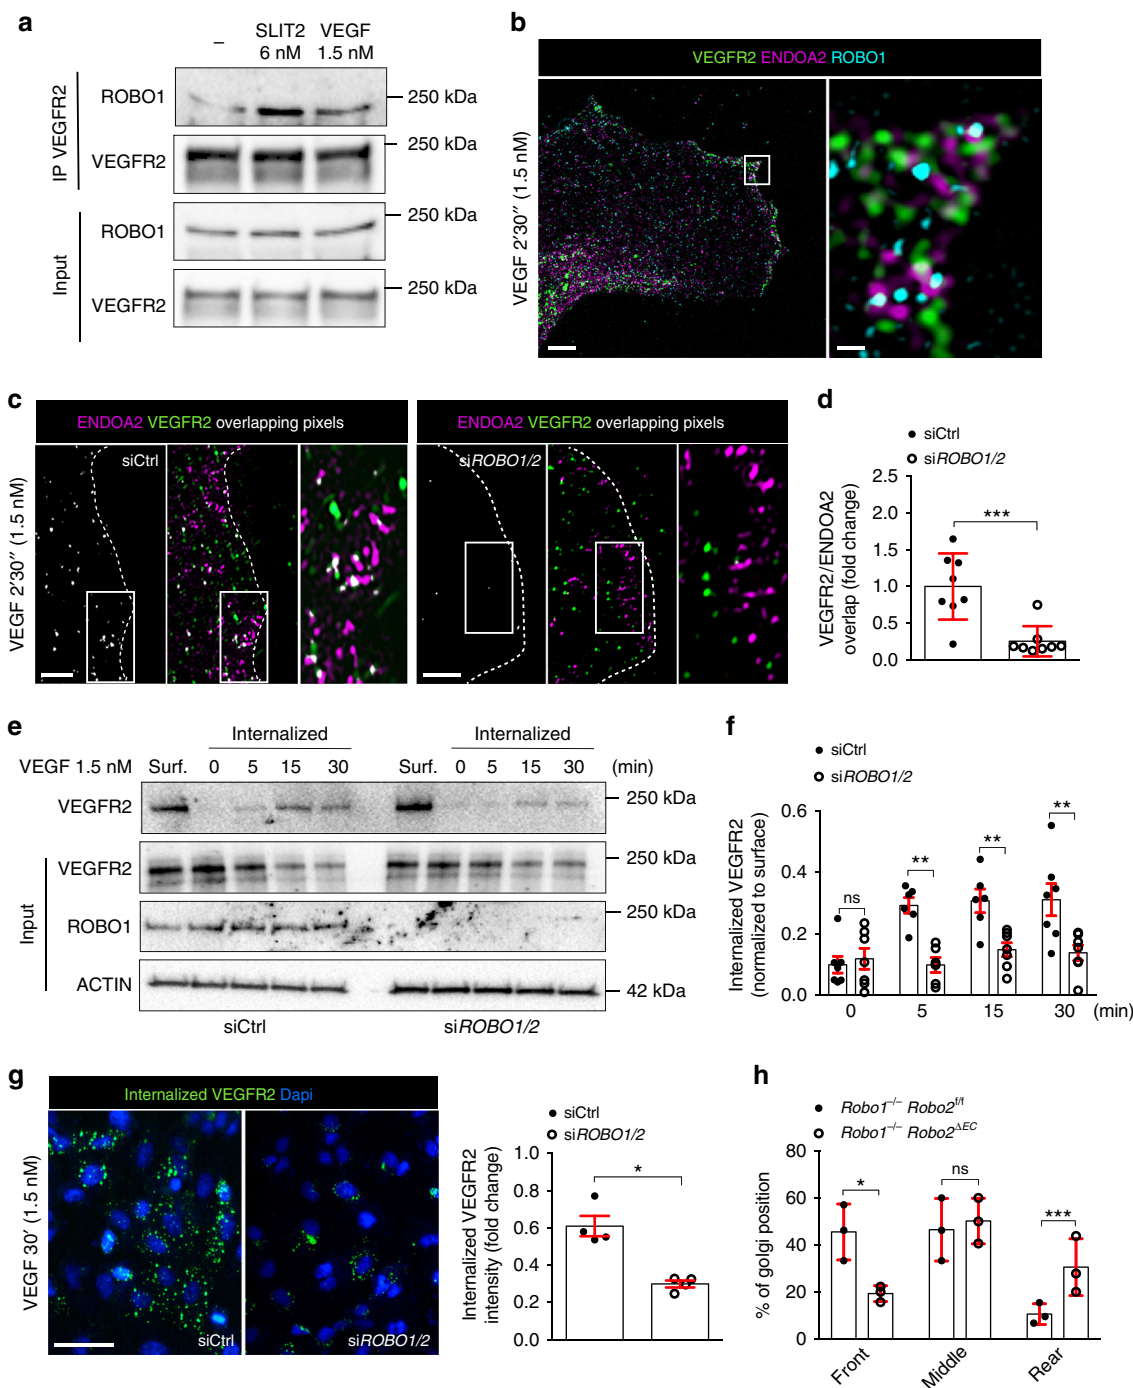 a
–
SLIT2
6 nM
VEGF
1.5 nM
IP VEGFR2
ROBO1
250 kDa
VEGFR2
250 kDa
Input
ROBO1
250 kDa
VEGFR2
250 kDa
b
VEGFR2 ENDOA2 ROBO1
VEGF 2′30″ (1.5 nM)
c
ENDOA2 VEGFR2 overlapping pixels
ENDOA2 VEGFR2 overlapping pixels
VEGF 2′30″ (1.5 nM)
siCtrl
siROBO1/2
d
siCtrl
siROBO1/2
VEGFR2/ENDOA2
overlap (fold change)
2.5
2.0
1.5
1.0
0.5
0.0
***
e
Internalized
Internalized
VEGF 1.5 nM Surf. 0 5 15 30 Surf. 0 5 15 30 (min)
VEGFR2
250 kDa
Input
VEGFR2
250 kDa
ROBO1
250 kDa
ACTIN
42 kDa
siCtrl
siROBO1/2
f
siCtrl
siROBO1/2
Internalized VEGFR2
(normalized to surface)
0.6
0.4
0.2
0.0
ns
**
**
**
0 5 15 30 (min)
g
Internalized VEGFR2 Dapi
VEGF 30′ (1.5 nM)
siCtrl
siROBO1/2
siCtrl
siROBO1/2
Internalized VEGFR2
intensity (fold change)
1.0
0.8
0.6
0.4
0.2
0.0
*
h
Robo1–/– Robo2f/f
Robo1–/– Robo2ΔEC
% of golgi position
80
60
40
20
0
*
ns
***
Front
Middle
Rear